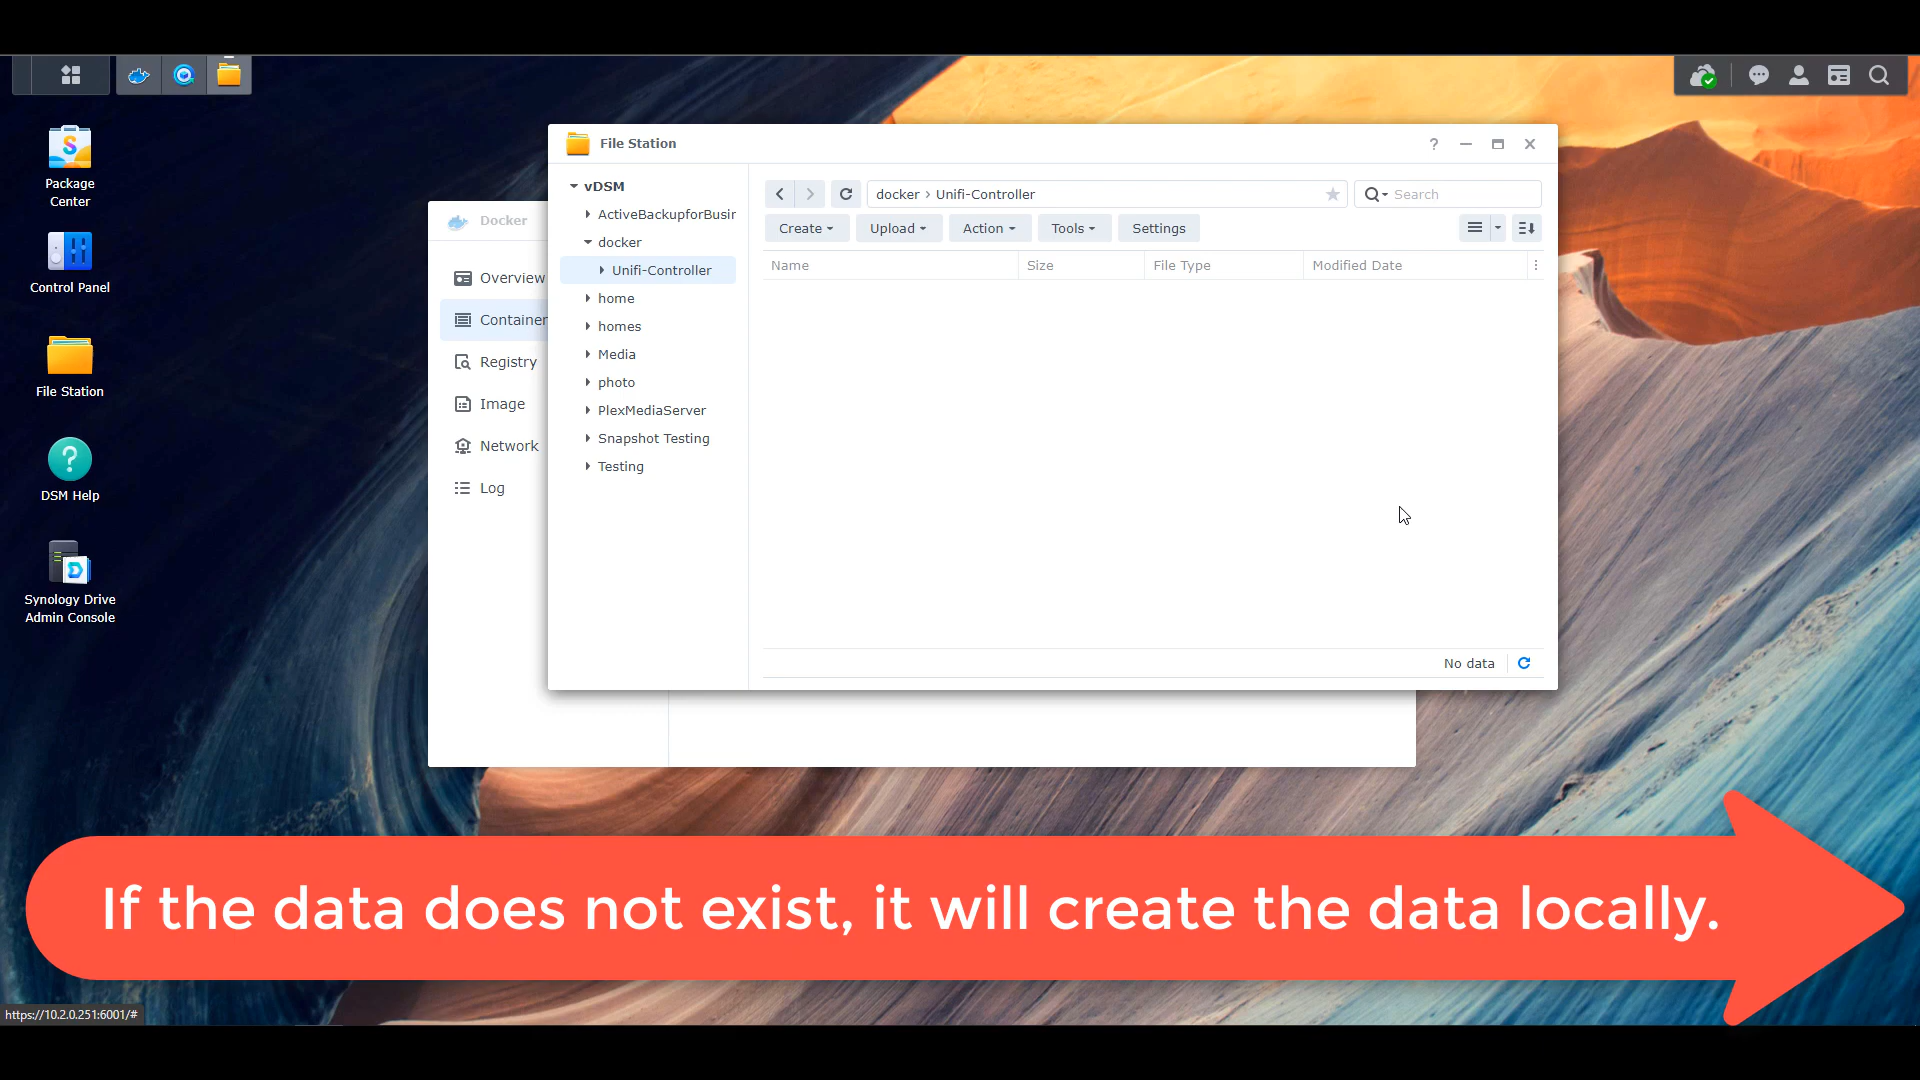 Package
Center
Control Panel
File Station
DSM Help
Synology Drive
Admin Console
Docker
Overview
Container
Registry
Image
Network
Log
File Station
vDSM
ActiveBackupforBusir
docker
Unifi-Controller
home
homes
Media
photo
PlexMediaServer
Snapshot Testing
Testing
docker › Unifi-Controller
Search
Create Upload Action Tools Settings
Name Size File Type Modified Date
No data
If the data does not exist, it will create the data locally.
https://10.2.0.251:6001/#